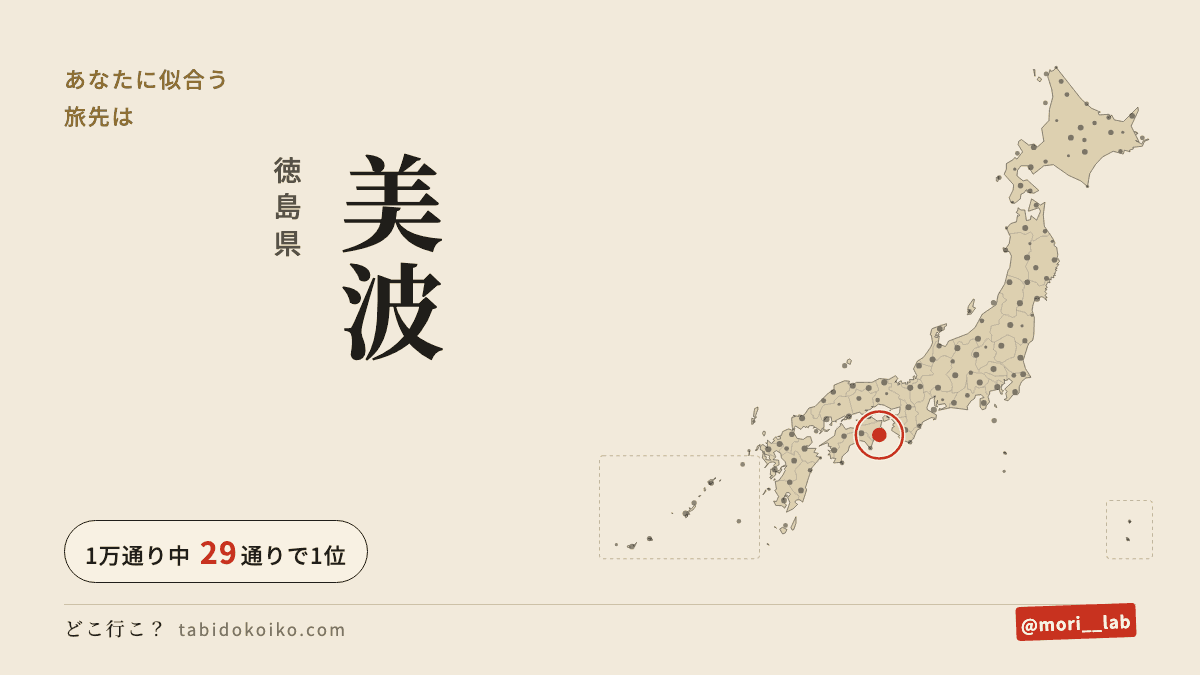 あなたに似合う
旅先は
美波
徳島県
1万通り中 29通りで1位
どこ行こ？ tabidokoiko.com
@mori__lab